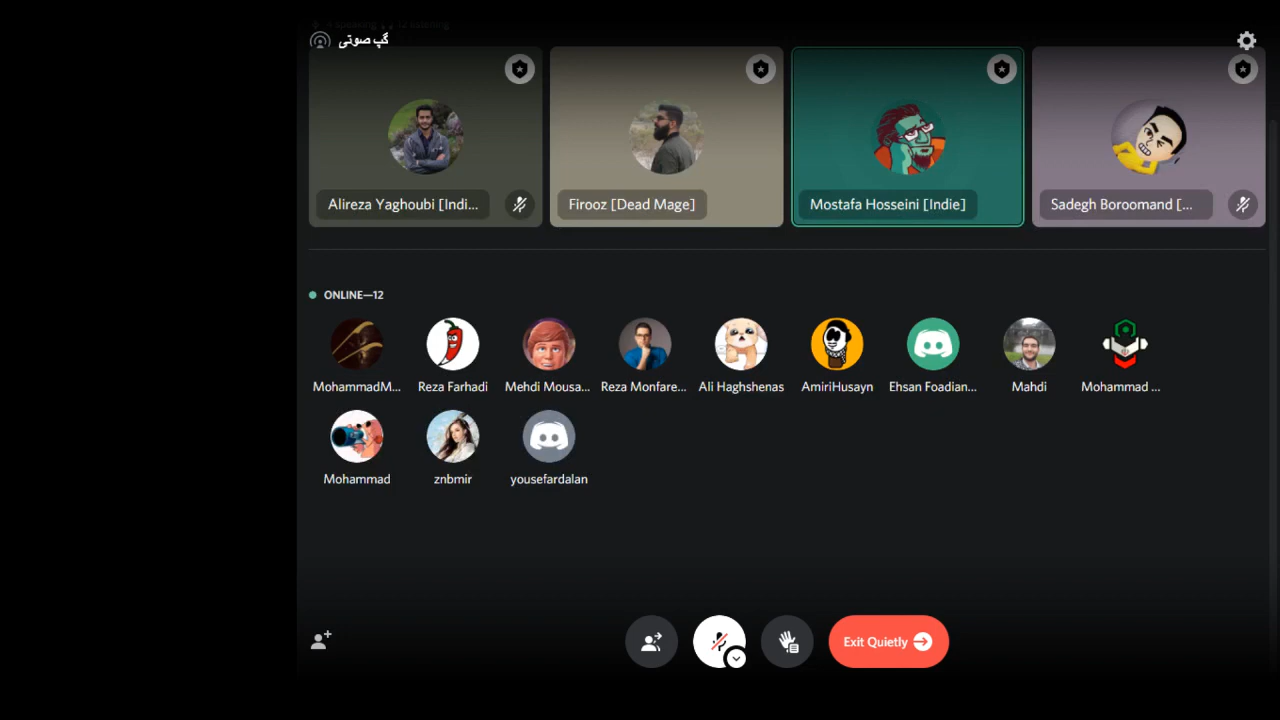 گپ صوتی
Alireza Yaghoubi [Indi...
Firooz [Dead Mage]
Mostafa Hosseini [Indie]
Sadegh Boroomand [...
ONLINE—12
MohammadM...
Reza Farhadi
Mehdi Mousa...
Reza Monfare...
Ali Haghshenas
AmiriHusayn
Ehsan Foadian...
Mahdi
Mohammad ...
Mohammad
znbmir
yousefardalan
Exit Quietly